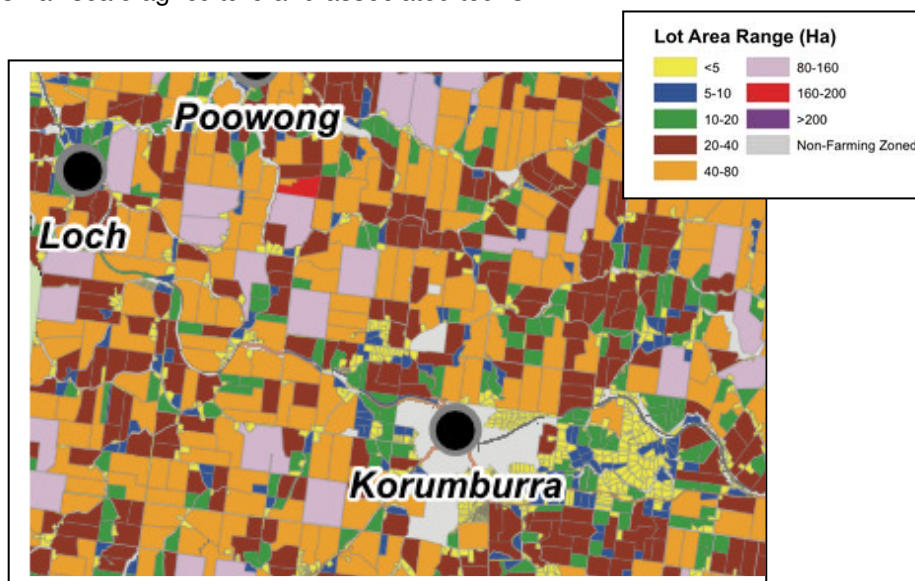 Lot Area Range (Ha)
<5
80-160
5-10
160-200
10-20
>200
20-40
Non-Farming Zoned
40-80
Poowong
Loch
Korumburra